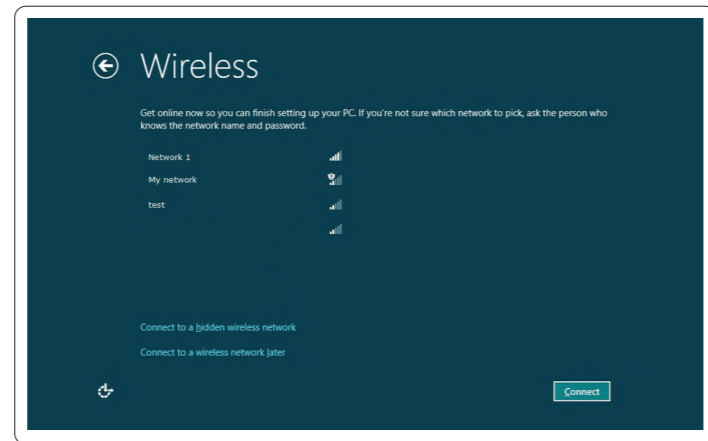 Wireless
Get online now so you can finish setting up your PC. If you're not sure which network to pick, ask the person who
knows the network name and password.
Network 1
My network
test
Connect to a hidden wireless network
Connect to a wireless network later
Connect